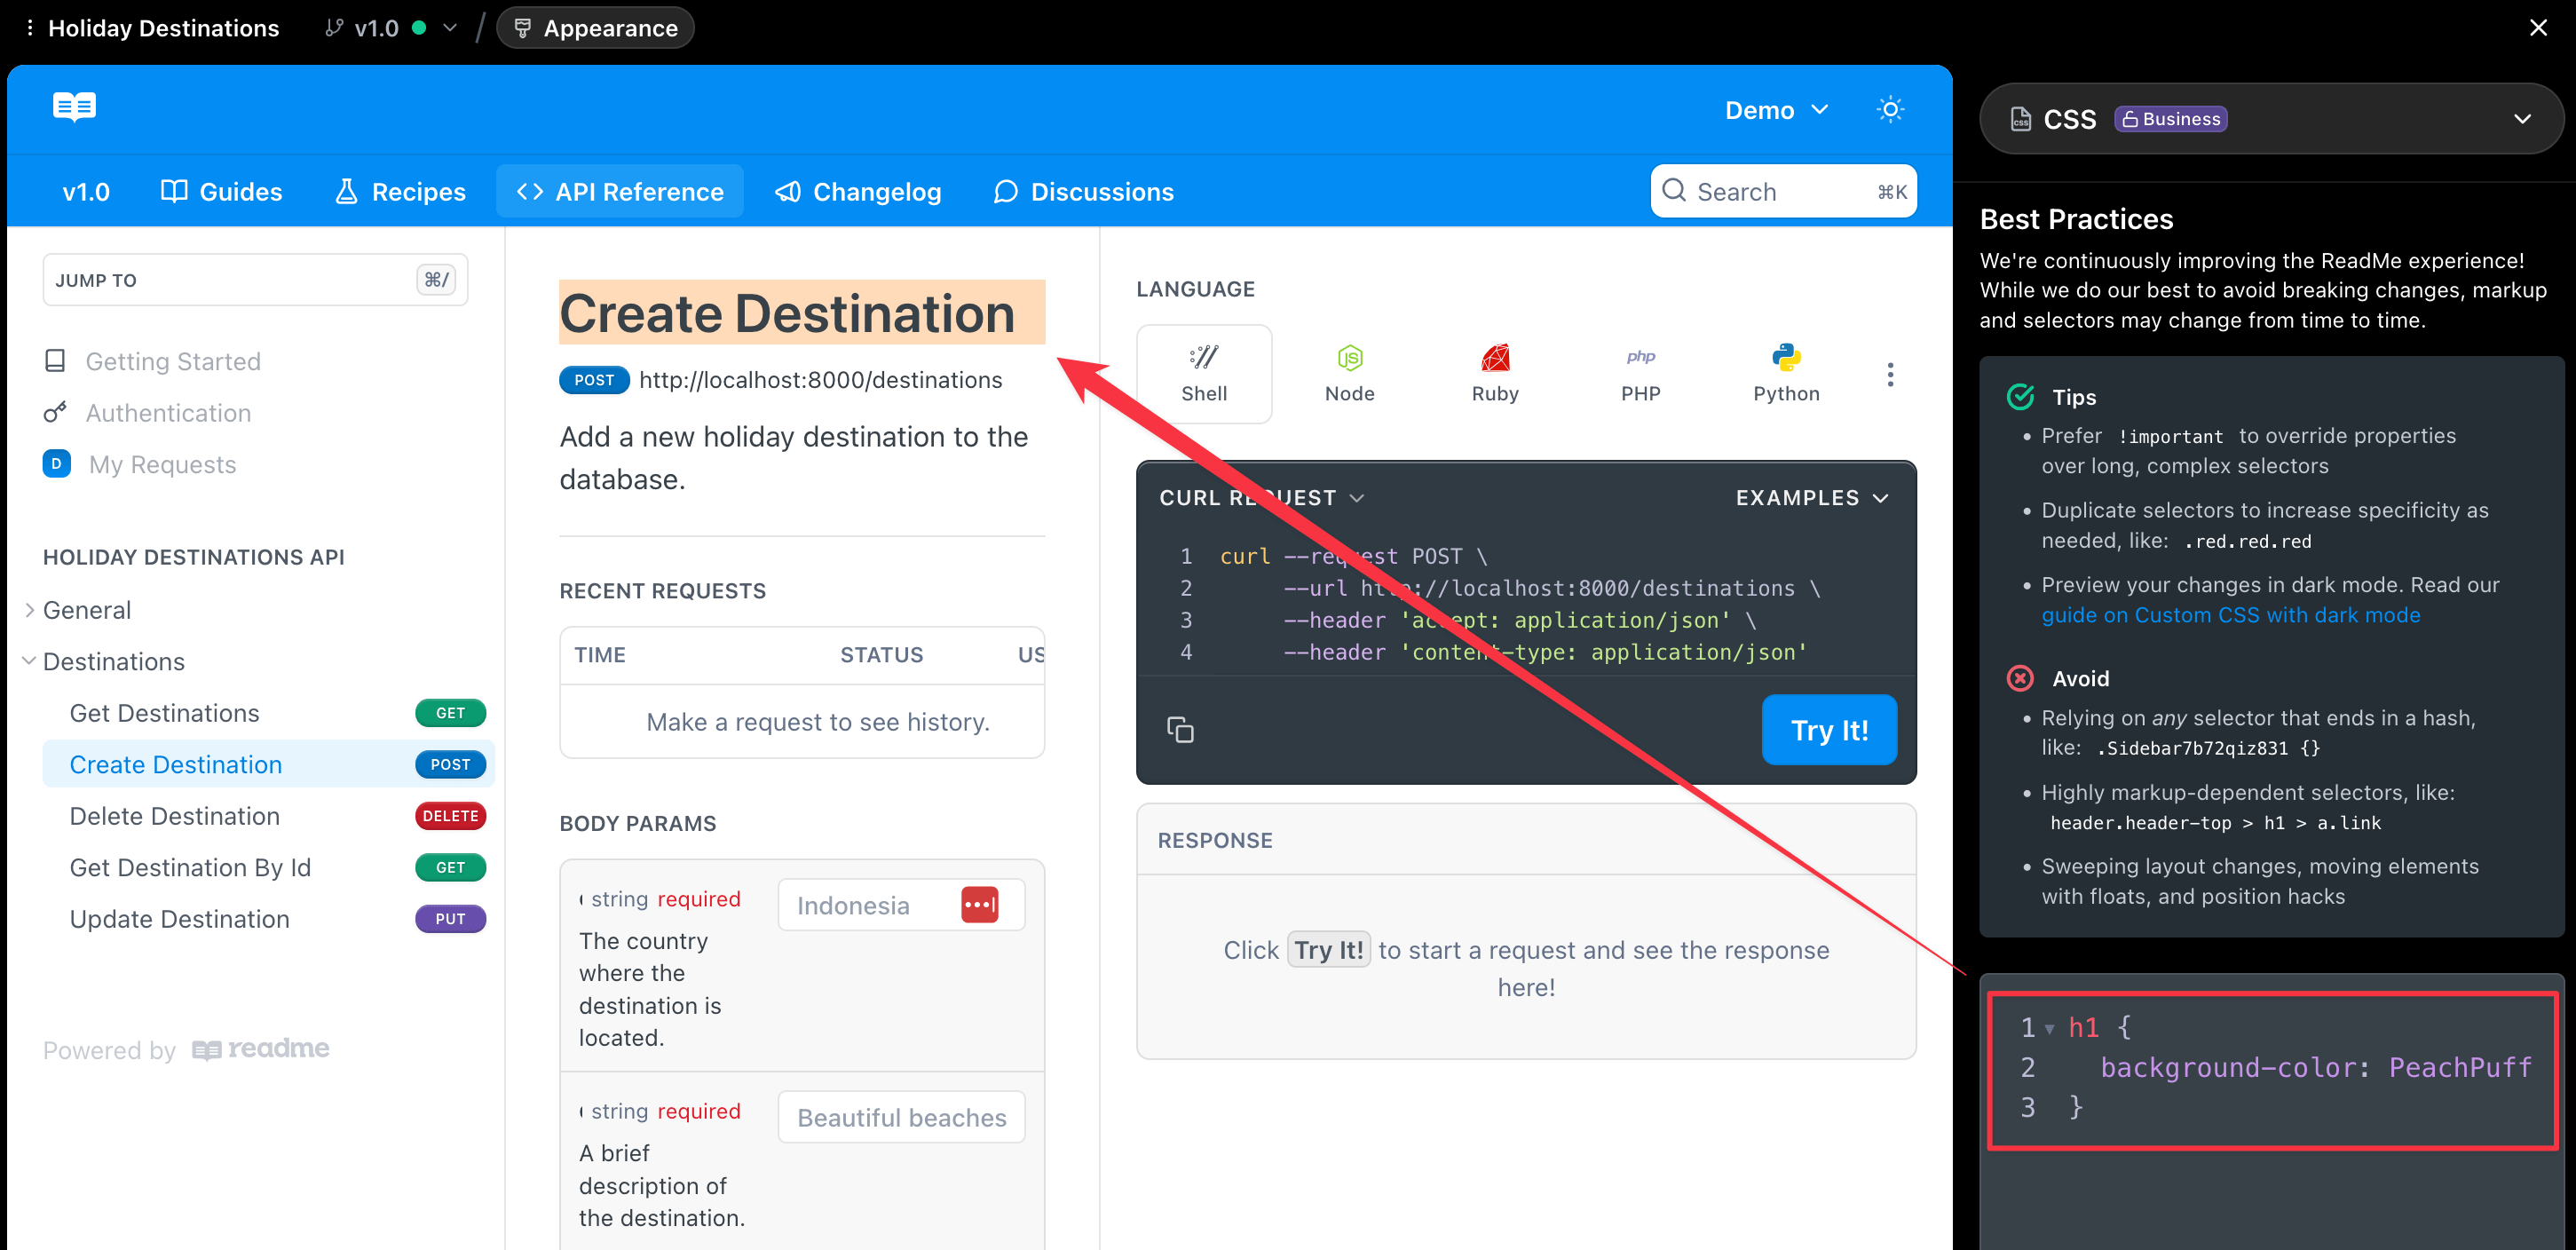 Holiday Destinations v1.0 / Appearance
Demo
v1.0 Guides Recipes API Reference Changelog Discussions Search ⌘K
JUMP TO ⌘/
Getting Started
Authentication
D My Requests
HOLIDAY DESTINATIONS API
General
Destinations
Get Destinations GET
Create Destination POST
Delete Destination DELETE
Get Destination By Id GET
Update Destination PUT
Powered by readme
Create Destination
POST http://localhost:8000/destinations
Add a new holiday destination to the
database.
RECENT REQUESTS
TIME STATUS US
Make a request to see history.
BODY PARAMS
string required Indonesia
The country
where the
destination is
located.
string required Beautiful beaches
A brief
description of
the destination.
LANGUAGE
JS php
Shell Node Ruby PHP Python
CURL REQUEST EXAMPLES
1 curl --request POST \
2 --url http://localhost:8000/destinations \
3 --header 'accept: application/json' \
4 --header 'content-type: application/json'
Try It!
RESPONSE
Click Try It! to start a request and see the response
here!
CSS CSS Business
Best Practices
We're continuously improving the ReadMe experience!
While we do our best to avoid breaking changes, markup
and selectors may change from time to time.
Tips
• Prefer !important to override properties
over long, complex selectors
• Duplicate selectors to increase specificity as
needed, like: .red.red.red
• Preview your changes in dark mode. Read our
guide on Custom CSS with dark mode
Avoid
• Relying on any selector that ends in a hash,
like: .Sidebar7b72qiz831 {}
• Highly markup-dependent selectors, like:
header.header-top > h1 > a.link
• Sweeping layout changes, moving elements
with floats, and position hacks
1 h1 {
2 background-color: PeachPuff
3 }